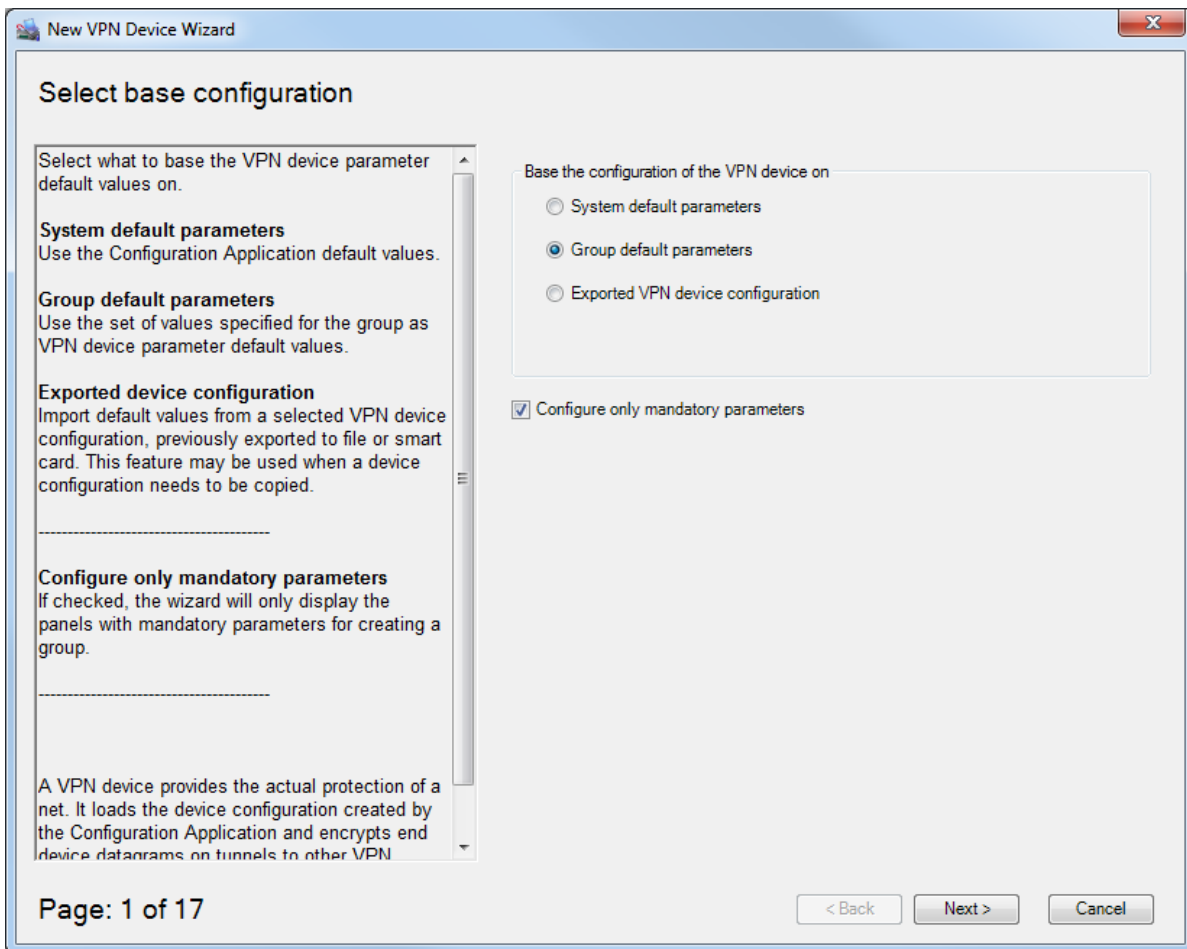 New VPN Device Wizard
Select base configuration
Select what to base the VPN device parameter
default values on.
System default parameters
Use the Configuration Application default values.
Group default parameters
Use the set of values specified for the group as
VPN device parameter default values.
Exported device configuration
Import default values from a selected VPN device
configuration, previously exported to file or smart
card. This feature may be used when a device
configuration needs to be copied.
----------------------------------------
Configure only mandatory parameters
If checked, the wizard will only display the
panels with mandatory parameters for creating a
group.
----------------------------------------
A VPN device provides the actual protection of a
net. It loads the device configuration created by
the Configuration Application and encrypts end
device datagrams on tunnels to other VPN
Base the configuration of the VPN device on
System default parameters
Group default parameters
Exported VPN device configuration
Configure only mandatory parameters
Page: 1 of 17
< Back
Next >
Cancel